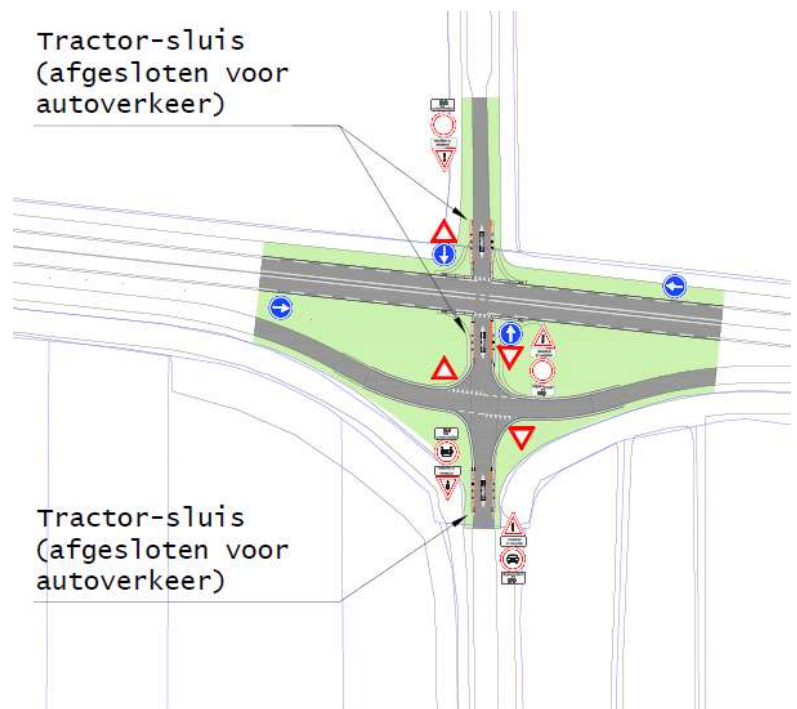 Tractor-sluis
(afgesloten voor
autoverkeer)
Tractor-sluis
(afgesloten voor
autoverkeer)